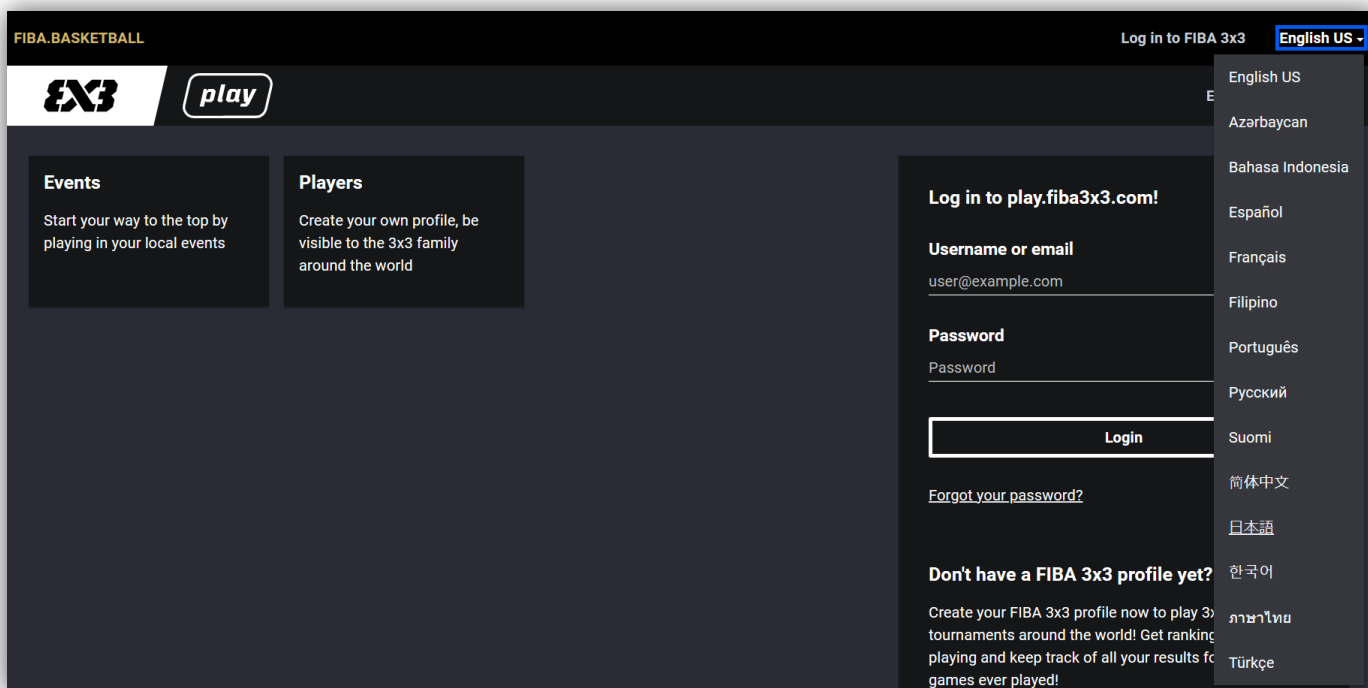 FIBA.BASKETBALL
Log in to FIBA 3x3
English US
3X3
play
English US
Azərbaycan
Bahasa Indonesia
Español
Français
Filipino
Português
Русский
Suomi
简体中文
日本語
한국어
ภาษาไทย
Türkçe
Events
Start your way to the top by
playing in your local events
Players
Create your own profile, be
visible to the 3x3 family
around the world
Log in to play.fiba3x3.com!
Username or email
user@example.com
Password
Password
Login
Forgot your password?
Don't have a FIBA 3x3 profile yet?
Create your FIBA 3x3 profile now to play
tournaments around the world! Get ranking
playing and keep track of all your results
games ever played!